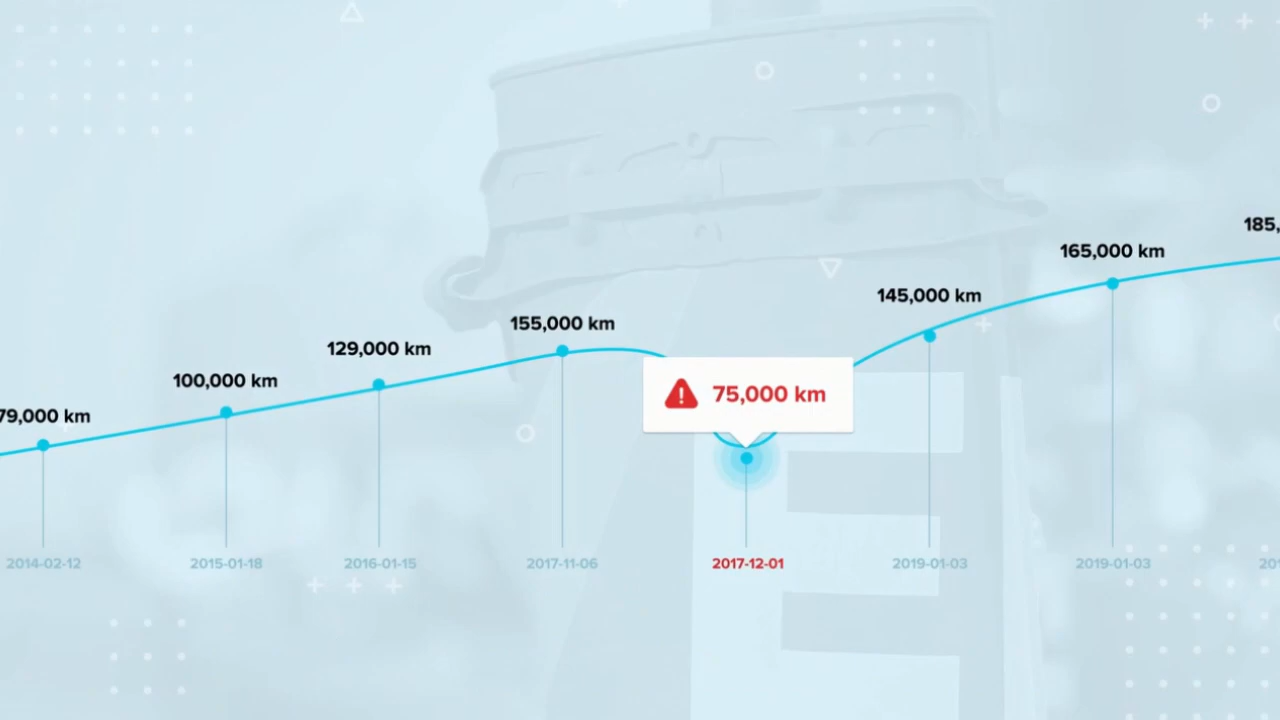 185,
165,000 km
145,000 km
155,000 km
129,000 km
100,000 km
79,000 km
75,000 km
2014-02-12
2015-01-18
2016-01-15
2017-11-06
2017-12-01
2019-01-03
2019-01-03